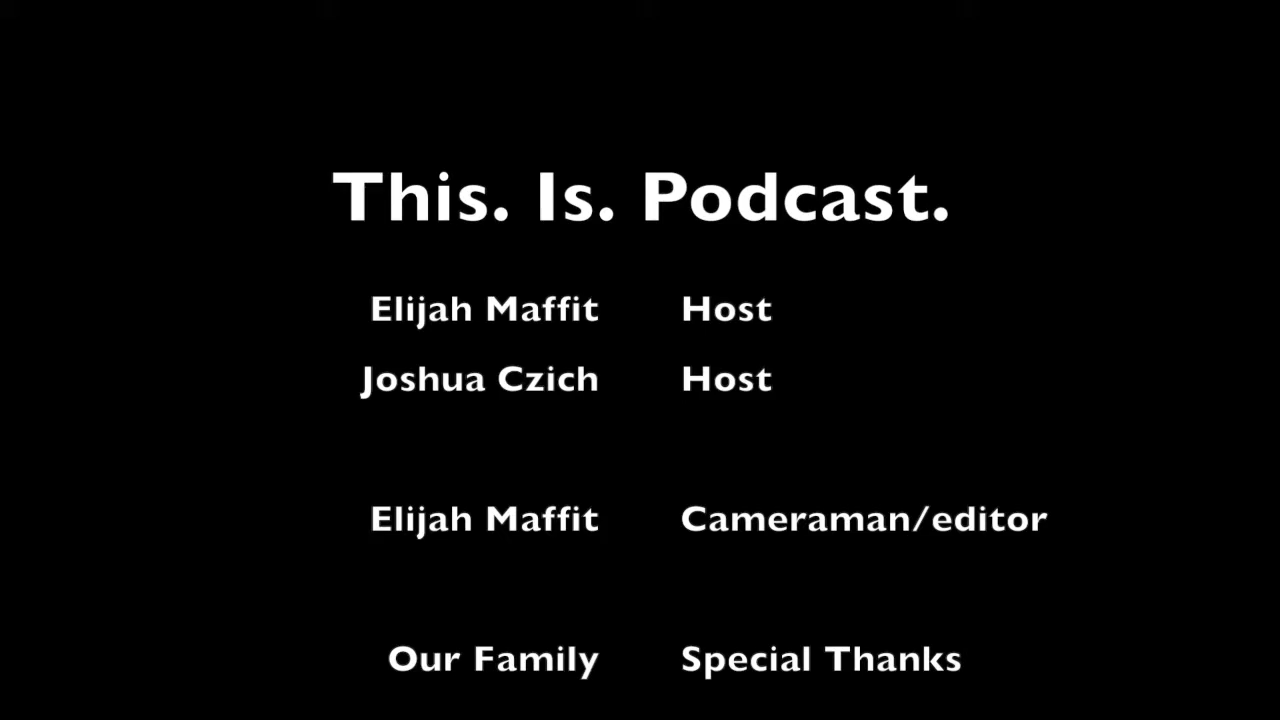 This. Is. Podcast.
Elijah Maffit Host
Joshua Czich Host
Elijah Maffit Cameraman/editor
Our Family Special Thanks